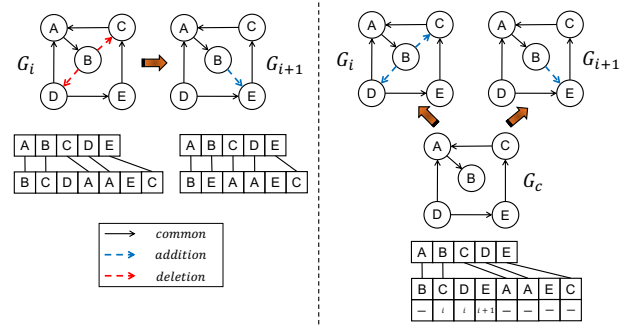 A C A C
G_i B B G_{i+1}
D E D E
A B C D E A B C D E
B C D A A E C B E A A E C
common
addition
deletion
A C A C
G_i B B G_{i+1}
D E D E
A C
B G_c
D E
A B C D E
B C D E A A E C
— i i i+1 — — — —